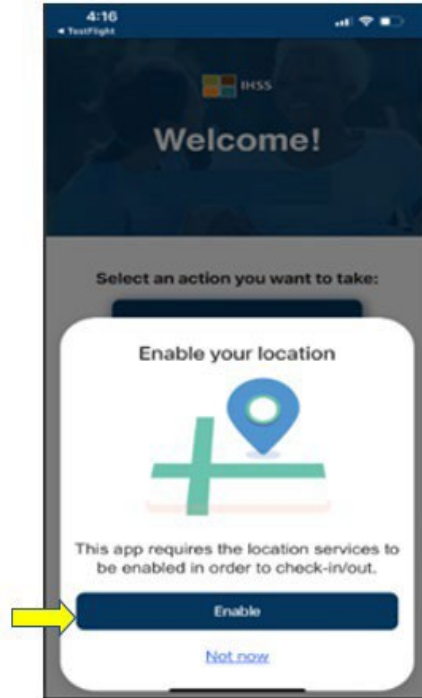 4:16
◀ TestFlight
IHSS
Welcome!
Select an action you want to take:
Enable your location
This app requires the location services to
be enabled in order to check-in/out.
Enable
Not now